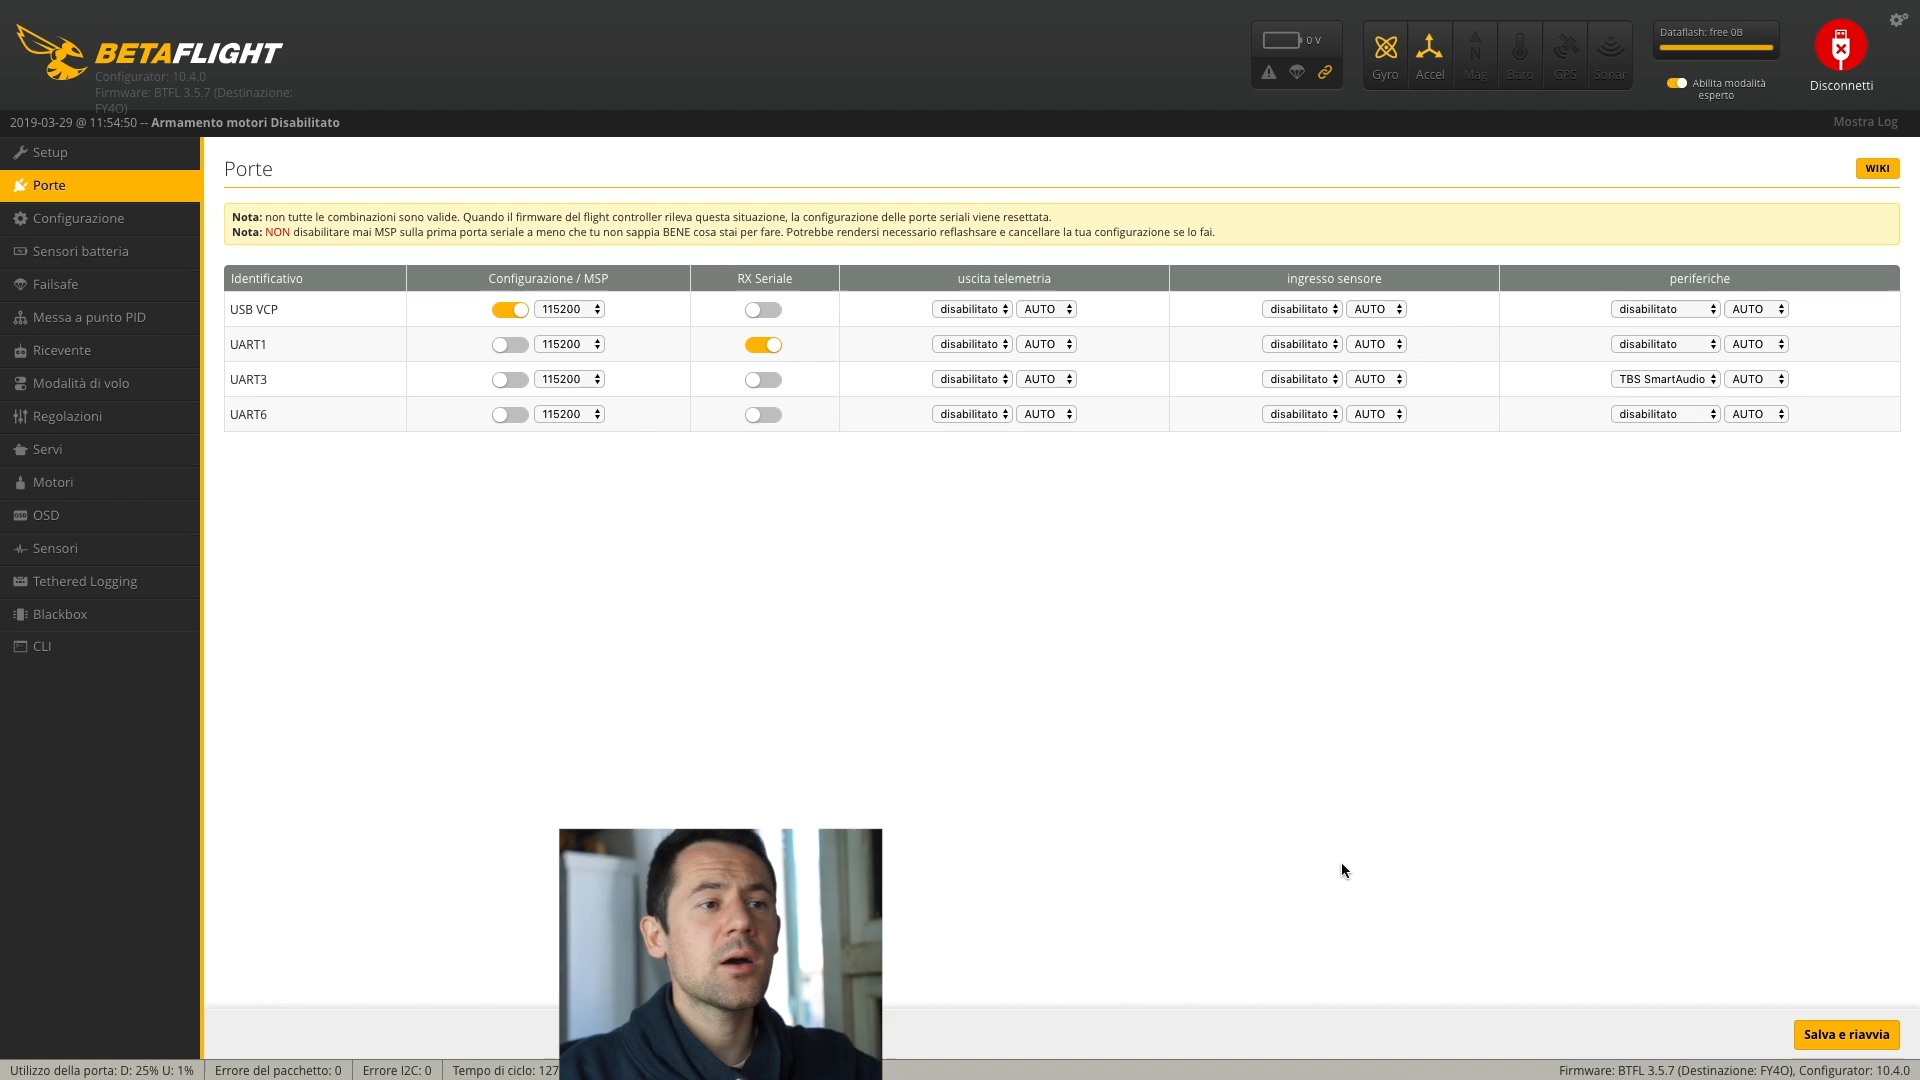 BETAFLIGHT
Configurator: 10.4.0
Firmware: BTFL 3.5.7 (Destinazione:
FY4O)
0 V
Gyro
Accel
Mag
Baro
GPS
Sonar
Dataflash: free 0B
Abilita modalità
esperto
Disconnetti
2019-03-29 @ 11:54:50 -- Armamento motori Disabilitato
Mostra Log
Setup
Porte
Configurazione
Sensori batteria
Failsafe
Messa a punto PID
Ricevente
Modalità di volo
Regolazioni
Servi
Motori
OSD
Sensori
Tethered Logging
Blackbox
CLI
Porte
WIKI
Nota: non tutte le combinazioni sono valide. Quando il firmware del flight controller rileva questa situazione, la configurazione delle porte seriali viene resettata.
Nota: NON disabilitare mai MSP sulla prima porta seriale a meno che tu non sappia BENE cosa stai per fare. Potrebbe rendersi necessario reflashsare e cancellare la tua configurazione se lo fai.
Identificativo Configurazione / MSP RX Seriale uscita telemetria ingresso sensore periferiche
USB VCP 115200 disabilitato AUTO disabilitato AUTO disabilitato AUTO
UART1 115200 disabilitato AUTO disabilitato AUTO disabilitato AUTO
UART3 115200 disabilitato AUTO disabilitato AUTO TBS SmartAudio AUTO
UART6 115200 disabilitato AUTO disabilitato AUTO disabilitato AUTO
Salva e riavvia
Utilizzo della porta: D: 25% U: 1% Errore del pacchetto: 0 Errore I2C: 0 Tempo di ciclo: 127
Firmware: BTFL 3.5.7 (Destinazione: FY4O), Configurator: 10.4.0